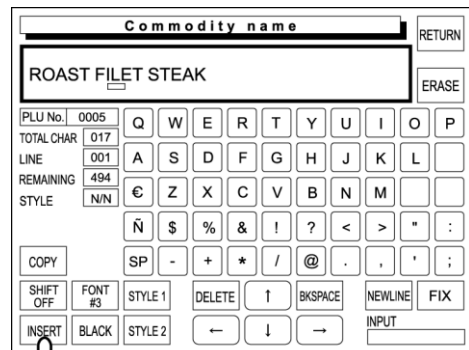 Commodity name
RETURN
ROAST FILET STEAK
ERASE
PLU No. 0005
TOTAL CHAR 017
LINE 001
REMAINING 494
STYLE N/N
Q W E R T Y U I O P
A S D F G H J K L
€ Z X C V B N M
Ñ $ % & ! ? < > " :
COPY SP - + * / @ . , ' ;
SHIFT OFF FONT #3 STYLE 1 DELETE ↑ BKSPACE NEWLINE FIX
INSERT BLACK STYLE 2 ← ↓ → INPUT